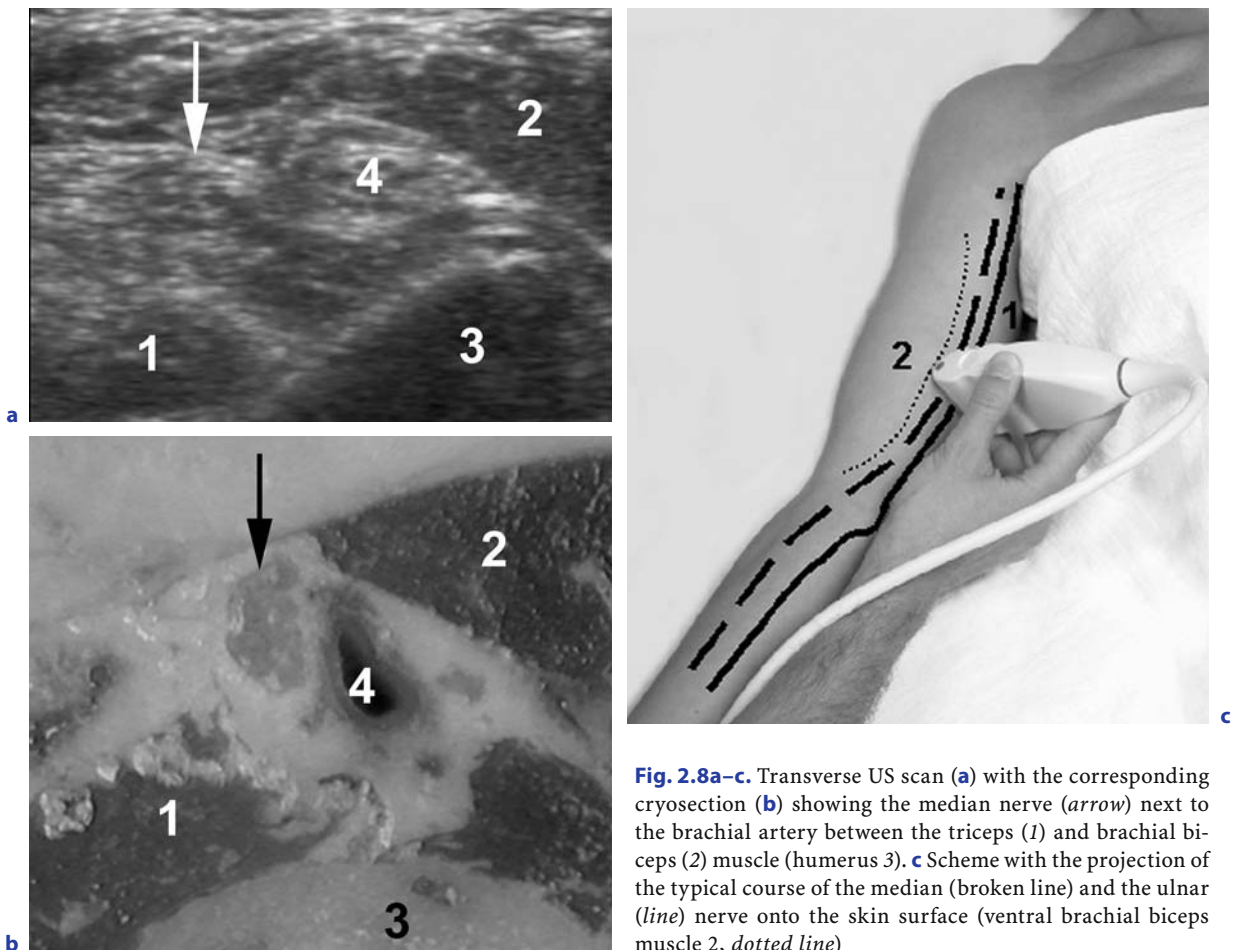 2
4
1
3
a
2
4
1
3
b
1
2
c
Fig. 2.8a–c. Transverse US scan (a) with the corresponding
cryosection (b) showing the median nerve (arrow) next to
the brachial artery between the triceps (1) and brachial bi-
ceps (2) muscle (humerus 3). c Scheme with the projection of
the typical course of the median (broken line) and the ulnar
(line) nerve onto the skin surface (ventral brachial biceps
muscle 2, dotted line)